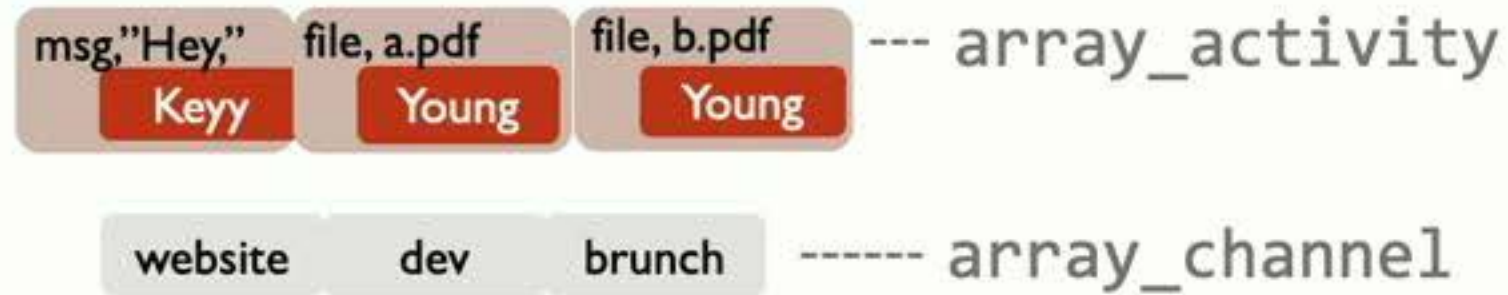 msg,”Hey,” file, a.pdf file, b.pdf --- array_activity
Keyy Young Young
website dev brunch ------ array_channel